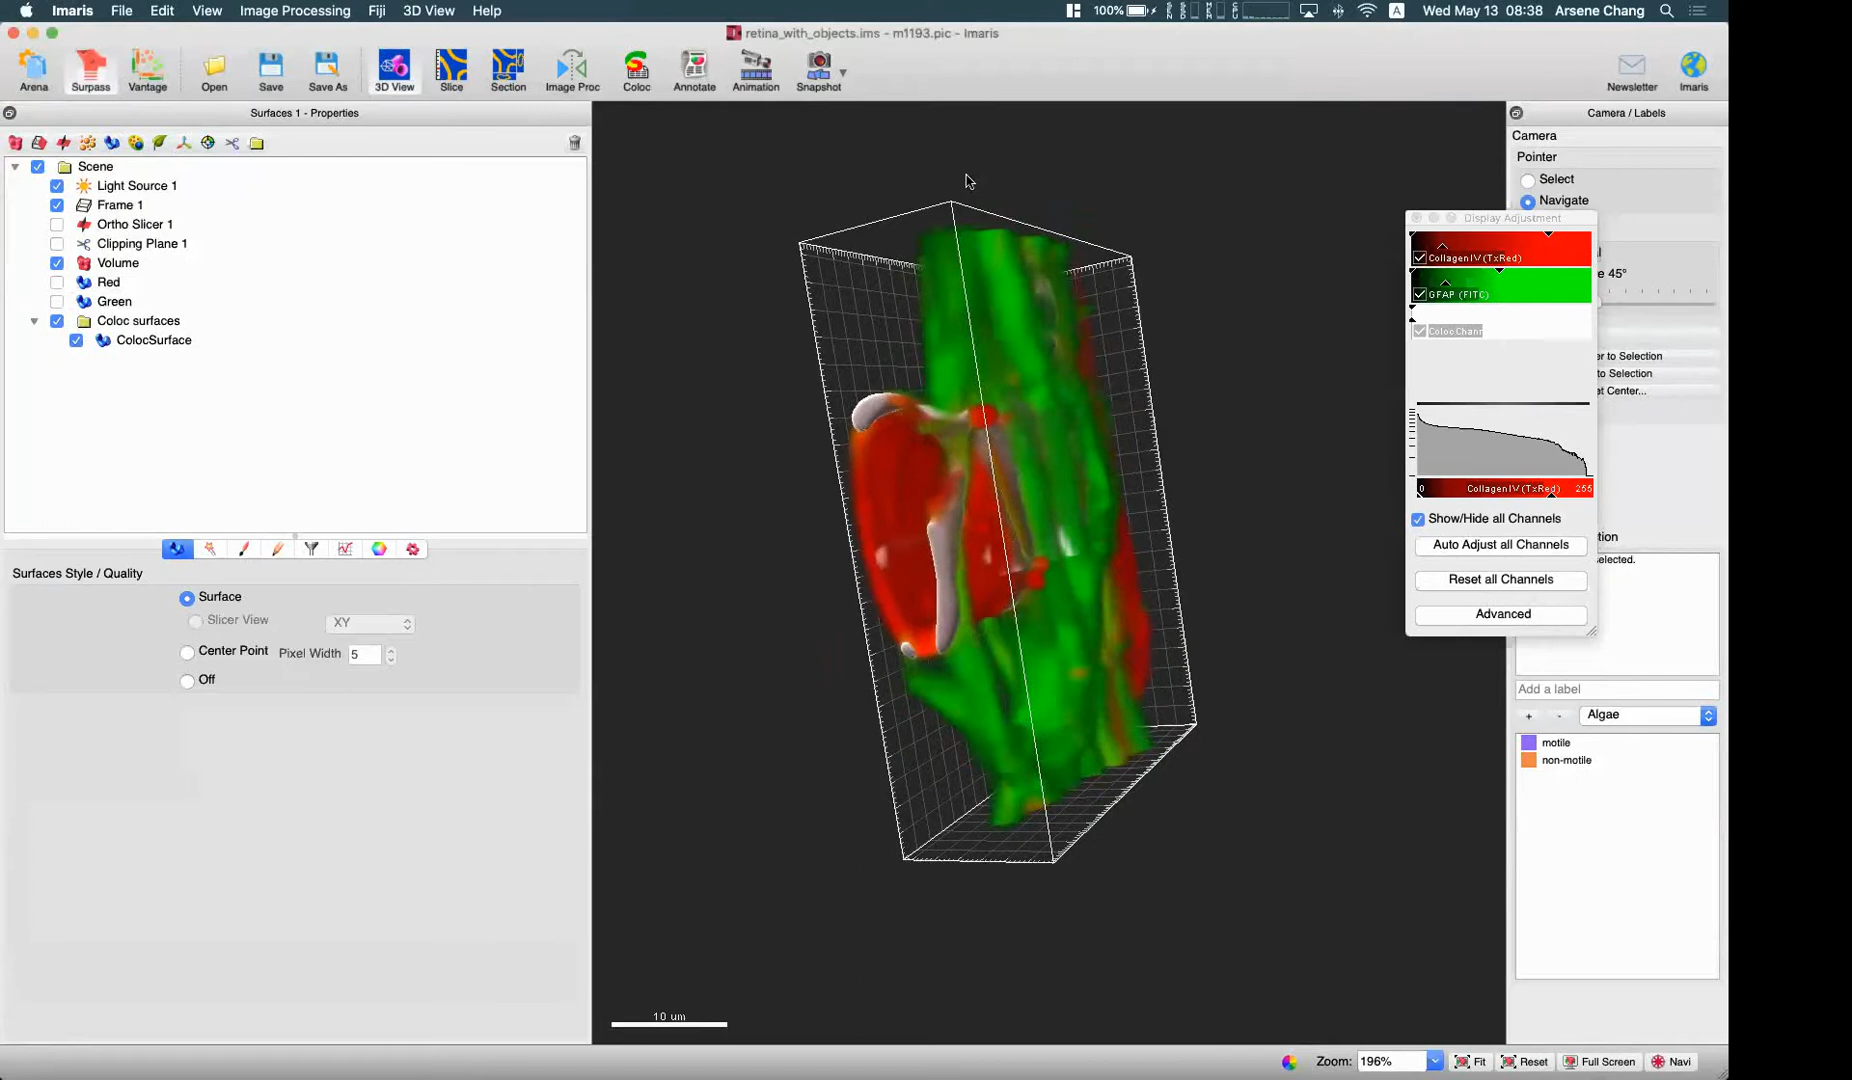 Imaris File Edit View Image Processing Fiji 3D View Help 100% Wed May 13 08:38 Arsene Chang
retina_with_objects.ims - m1193.pic - Imaris
Arena Surpass Vantage Open Save Save As 3D View Slice Section Image Proc Coloc Annotate Animation Snapshot Newsletter Imaris
Surfaces 1 - Properties
Scene
Light Source 1
Frame 1
Ortho Slicer 1
Clipping Plane 1
Volume
Red
Green
Coloc surfaces
ColocSurface
Surfaces Style / Quality
Surface
Slicer View XY
Center Point Pixel Width 5
Off
10 um
Camera / Labels
Camera
Pointer
Select
Navigate
Display Adjustment
CollagenIV(TxRed)
GFAP (FITC)
Coloc Chann
e 45°
er to Selection
to Selection
et Center...
0 CollagenIV(TxRed) 255
Show/Hide all Channels
Auto Adjust all Channels
Reset all Channels
Advanced
tion
selected.
Add a label
+ - Algae
motile
non-motile
Zoom: 196% Fit Reset Full Screen Navi